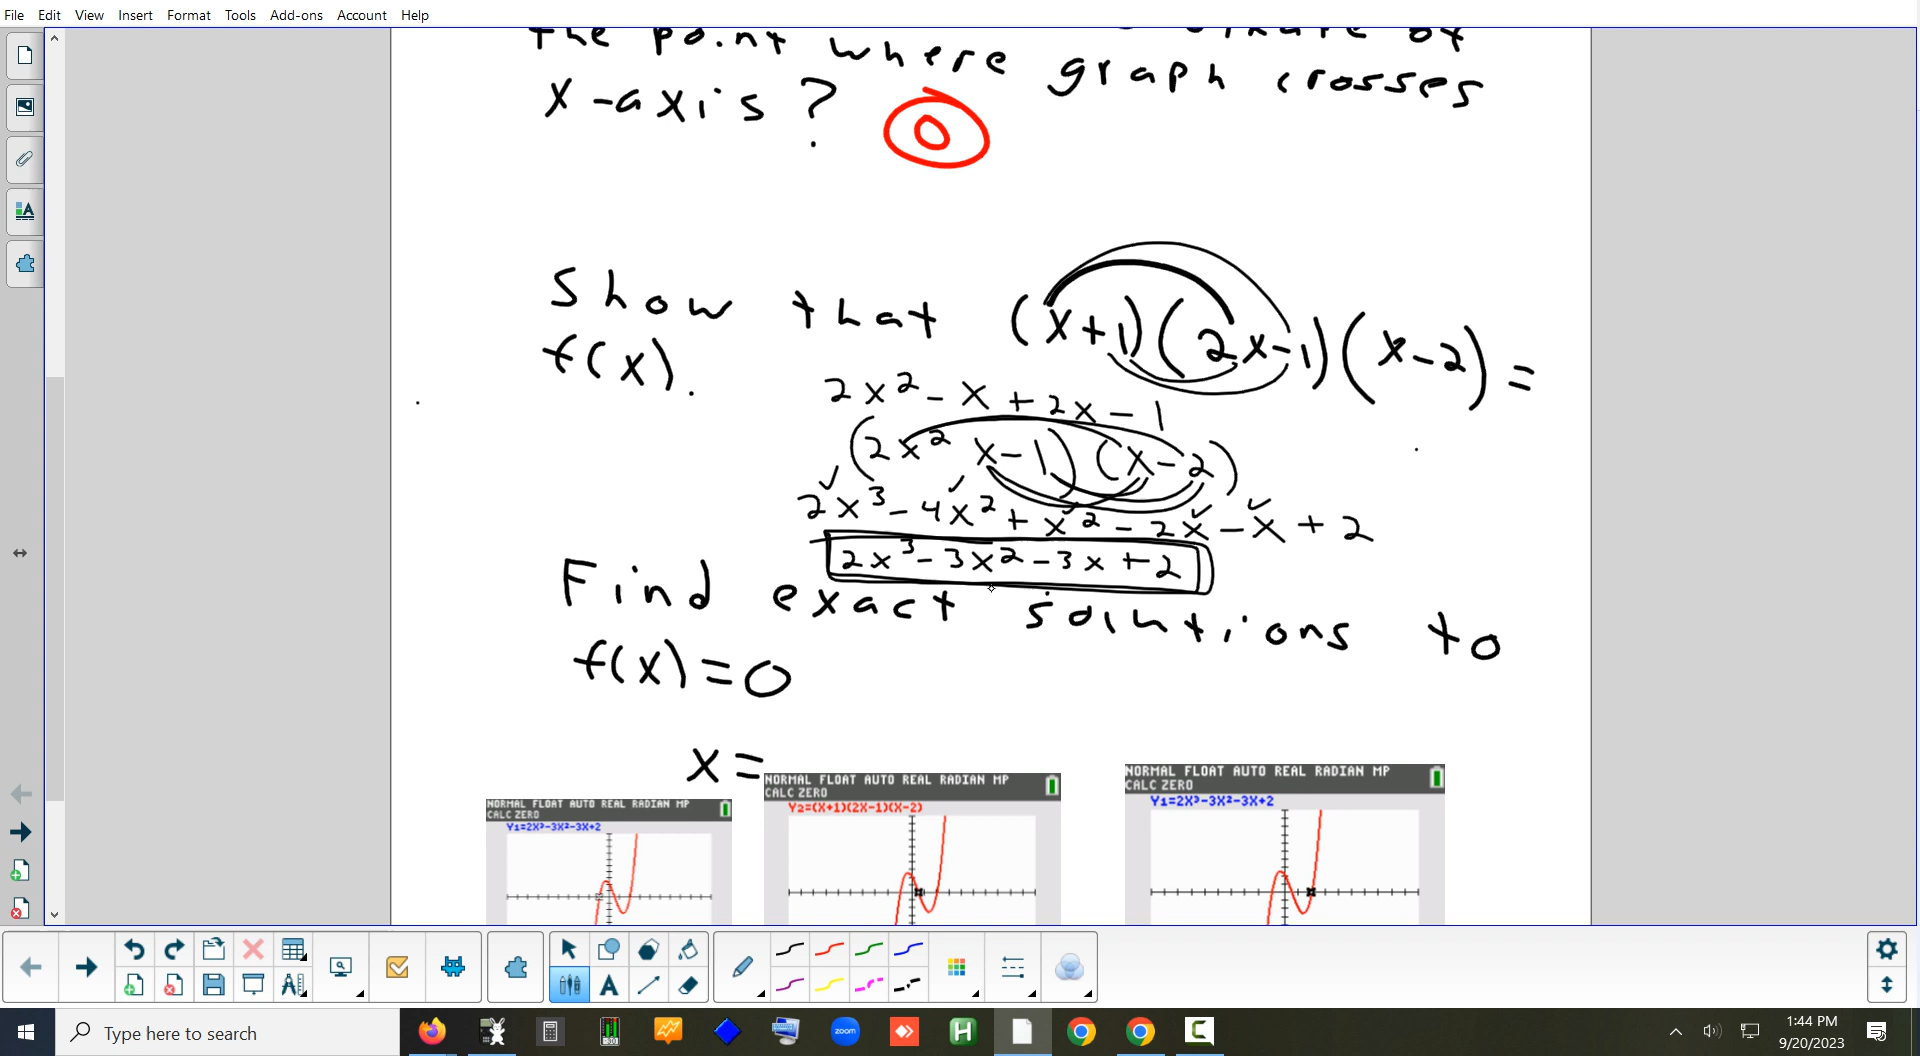 File Edit View Insert Format Tools Add-ons Account Help
the point where
x-axis? graph crosses
0
Show that (x+1)(2x-1)(x-2) =
f(x).
2x² - x + 2x - 1
(2x² x-1) (x-2)
2x³ - 4x² + x² - 2x - x + 2
2x³ - 3x² - 3x + 2
Find exact solutions to
f(x) = 0
x =
NORMAL FLOAT AUTO REAL RADIAN MP
CALC ZERO
Y1=2X³-3X²-3X+2
NORMAL FLOAT AUTO REAL RADIAN MP
CALC ZERO
Y2=(X+1)(2X-1)(X-2)
NORMAL FLOAT AUTO REAL RADIAN MP
CALC ZERO
Y1=2X³-3X²-3X+2
Type here to search
zoom
1:44 PM
9/20/2023